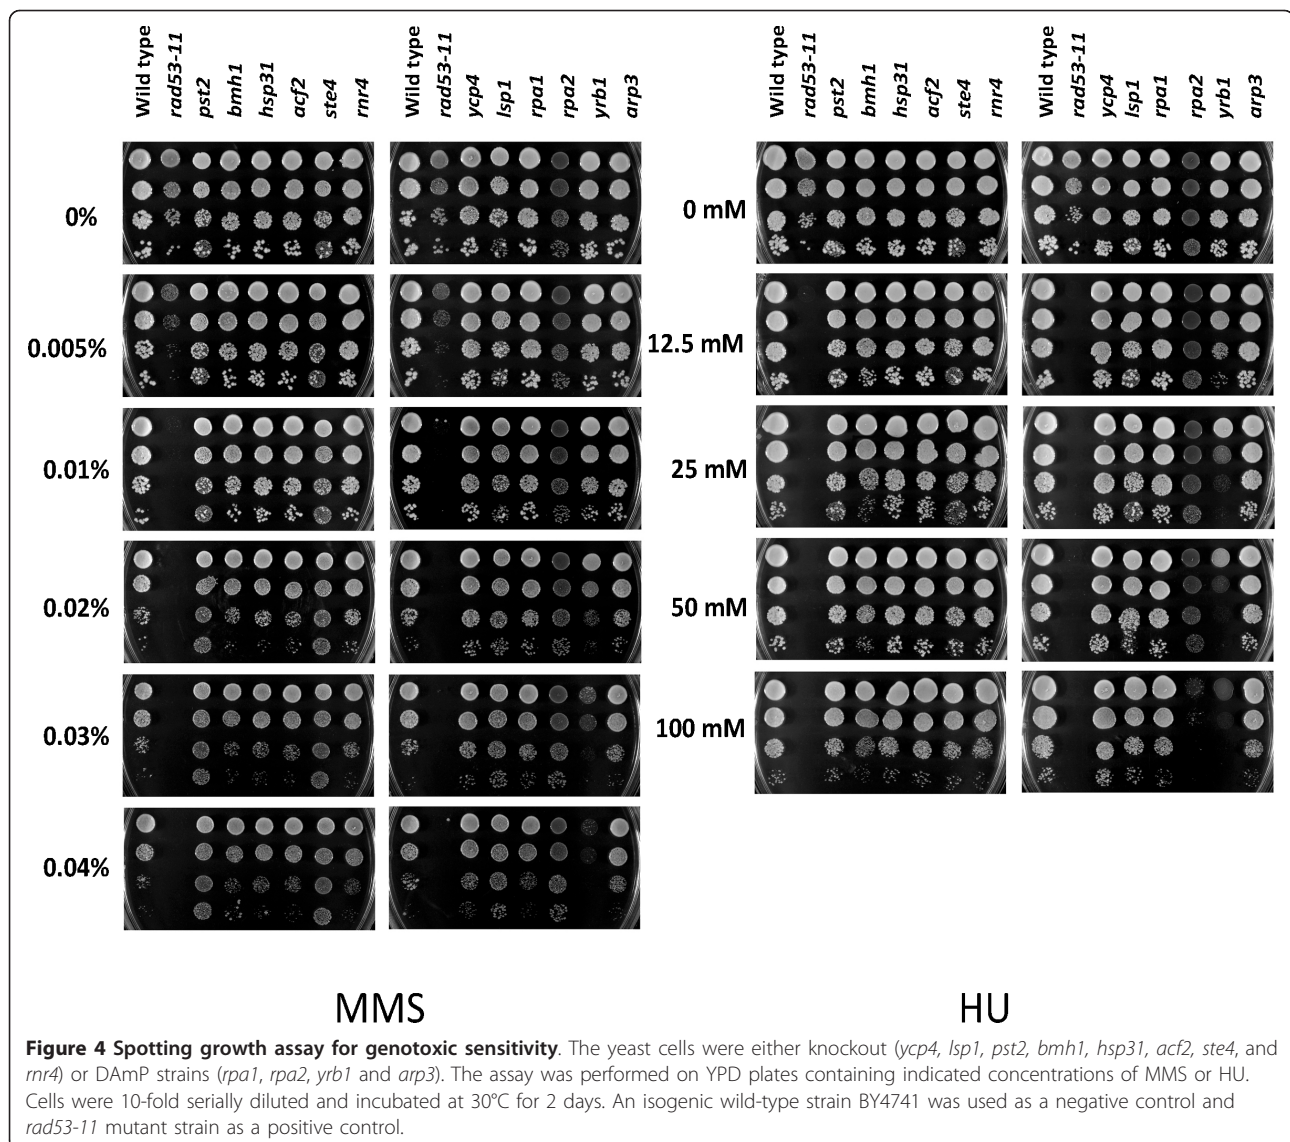 Wild type
rad53-11
pst2
bmh1
hsp31
acf2
ste4
rnr4
Wild type
rad53-11
ycp4
lsp1
rpa1
rpa2
yrb1
arp3
Wild type
rad53-11
pst2
bmh1
hsp31
acf2
ste4
rnr4
Wild type
rad53-11
ycp4
lsp1
rpa1
rpa2
yrb1
arp3
0%
0.005%
0.01%
0.02%
0.03%
0.04%
0 mM
12.5 mM
25 mM
50 mM
100 mM
MMS
HU
Figure 4 Spotting growth assay for genotoxic sensitivity. The yeast cells were either knockout (ycp4, lsp1, pst2, bmh1, hsp31, acf2, ste4, and
rnr4) or DAmP strains (rpa1, rpa2, yrb1 and arp3). The assay was performed on YPD plates containing indicated concentrations of MMS or HU.
Cells were 10-fold serially diluted and incubated at 30°C for 2 days. An isogenic wild-type strain BY4741 was used as a negative control and
rad53-11 mutant strain as a positive control.